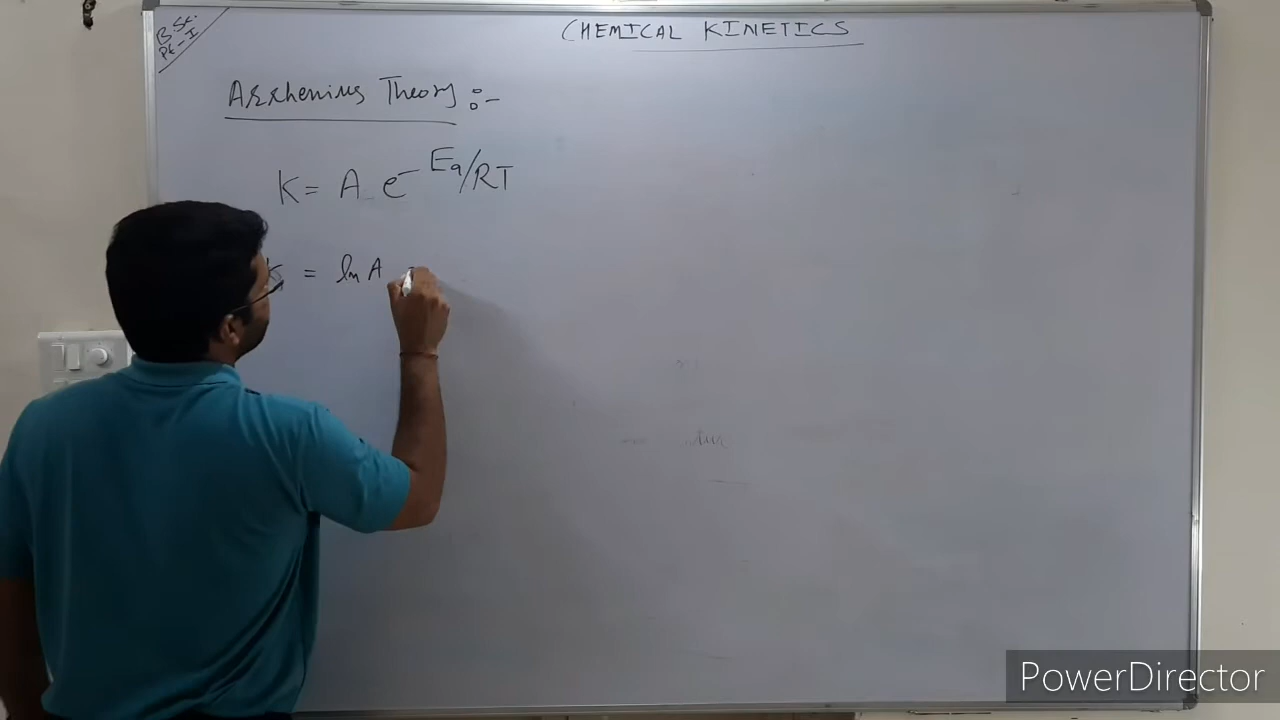 B.Sc.
Pt-I
CHEMICAL KINETICS
Arrhenius Theory :-
K = A e^- Ea/RT
K = ln A
PowerDirector